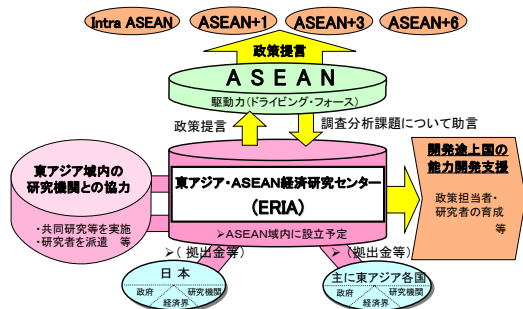 Intra ASEAN
ASEAN+1
ASEAN+3
ASEAN+6
政策提言
ASEAN
駆動力(ドライビング・フォース)
政策提言
調査分析課題について助言
東アジア域内の
研究機関との協力
・共同研究等を実施
・研究者を派遣 等
東アジア・ASEAN経済研究センター
(ERIA)
➢ASEAN域内に設立予定
開発途上国の
能力開発支援
政策担当者・
研究者の育成
等
➢(拠出金等)
➢(拠出金等)
日本
政府
研究機関
経済界
主に東アジア各国
政府
研究機関
経済界